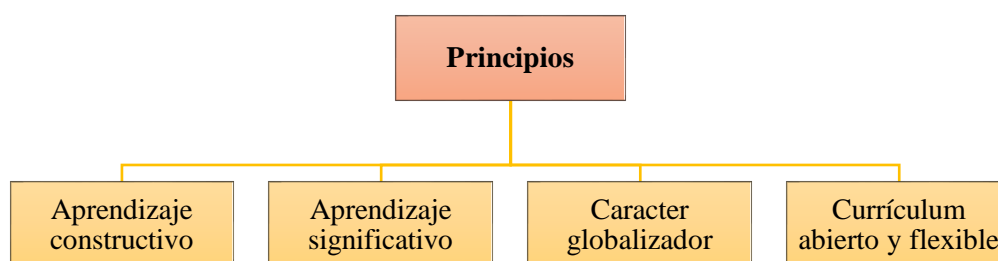 Principios
Aprendizaje
constructivo
Aprendizaje
significativo
Caracter
globalizador
Currículum
abierto y flexible